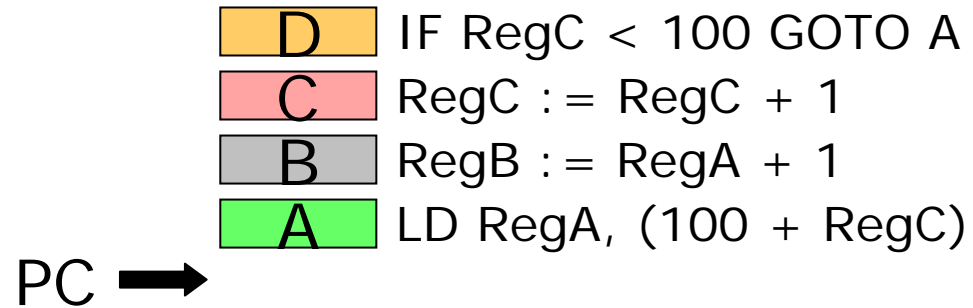 D IF RegC < 100 GOTO A
C RegC := RegC + 1
B RegB := RegA + 1
A LD RegA, (100 + RegC)
PC